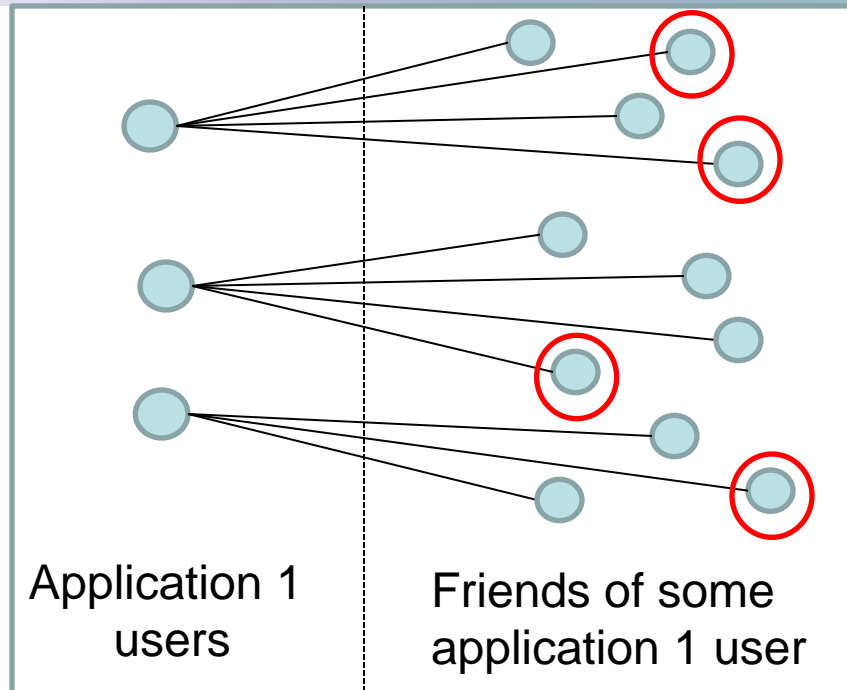 Application 1
users
Friends of some
application 1 user